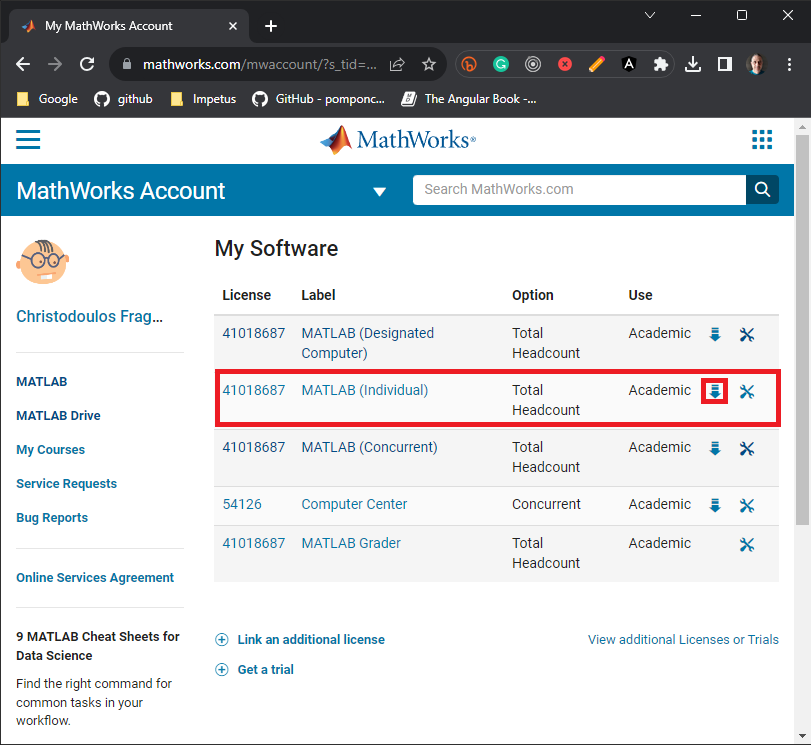 My MathWorks Account
mathworks.com/mwaccount/?s_tid=...
Google
github
Impetus
GitHub - pomponc...
The Angular Book -...
MathWorks®
MathWorks Account
Search MathWorks.com
Christodoulos Frag...
MATLAB
MATLAB Drive
My Courses
Service Requests
Bug Reports
Online Services Agreement
9 MATLAB Cheat Sheets for
Data Science
Find the right command for
common tasks in your
workflow.
My Software
License Label Option Use
41018687 MATLAB (Designated Total Academic
Computer) Headcount
41018687 MATLAB (Individual) Total Academic
Headcount
41018687 MATLAB (Concurrent) Total Academic
Headcount
54126 Computer Center Concurrent Academic
41018687 MATLAB Grader Total Academic
Headcount
Link an additional license
View additional Licenses or Trials
Get a trial